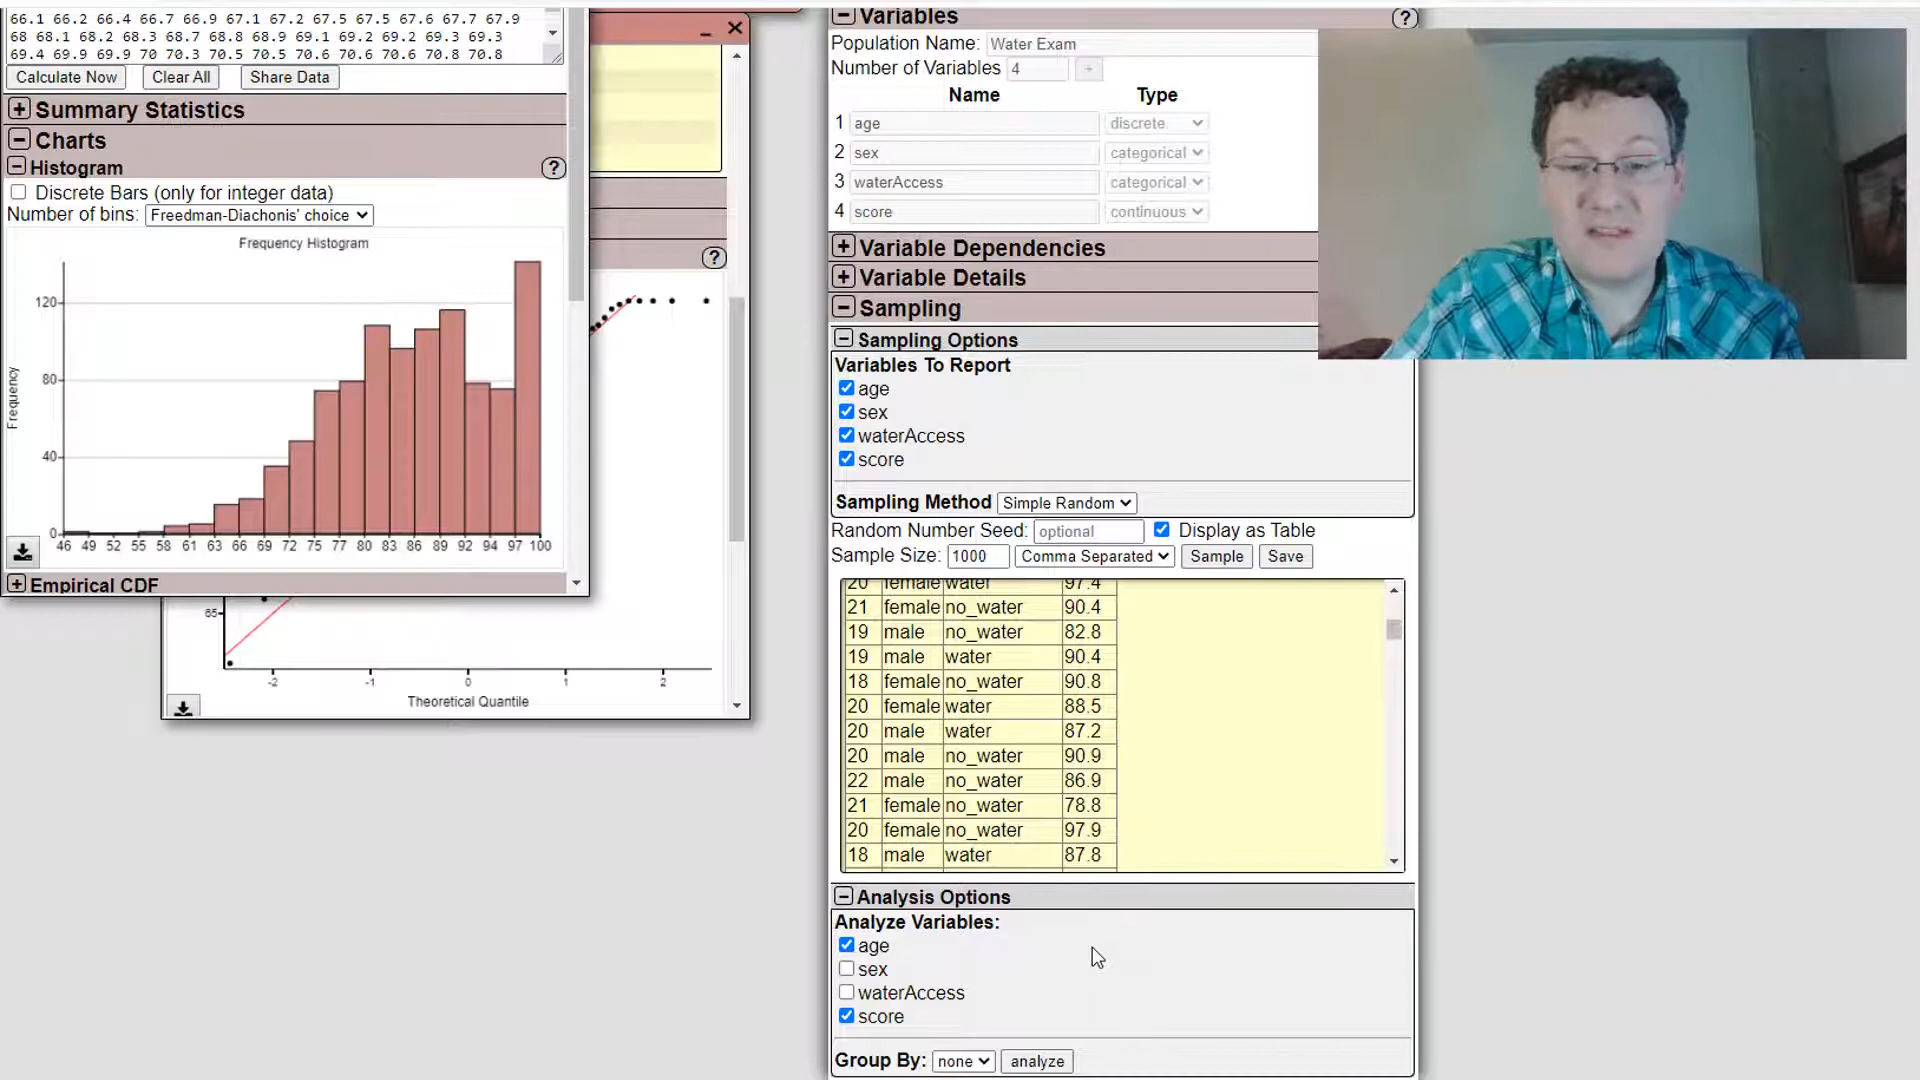 66.1 66.2 66.4 66.7 66.9 67.1 67.2 67.5 67.5 67.6 67.7 67.9
68 68.1 68.2 68.3 68.7 68.8 68.9 69.1 69.2 69.2 69.3 69.3
69.4 69.9 69.9 70 70.3 70.5 70.5 70.6 70.6 70.6 70.8 70.8
Calculate Now
Clear All
Share Data
+ Summary Statistics
− Charts
− Histogram
?
Discrete Bars (only for integer data)
Number of bins: Freedman-Diachonis' choice
Frequency Histogram
Frequency
120
80
40
0
46 49 52 55 58 61 63 66 69 72 75 77 80 83 86 89 92 94 97 100
+ Empirical CDF
?
85
-2 -1 0 1 2
Theoretical Quantile
− Variables
?
Population Name: Water Exam
Number of Variables 4 +
Name Type
1 age discrete
2 sex categorical
3 waterAccess categorical
4 score continuous
+ Variable Dependencies
+ Variable Details
− Sampling
− Sampling Options
Variables To Report
age
sex
waterAccess
score
Sampling Method Simple Random
Random Number Seed: optional Display as Table
Sample Size: 1000 Comma Separated Sample Save
20 female water 97.4
21 female no_water 90.4
19 male no_water 82.8
19 male water 90.4
18 female no_water 90.8
20 female water 88.5
20 male water 87.2
20 male no_water 90.9
22 male no_water 86.9
21 female no_water 78.8
20 female no_water 97.9
18 male water 87.8
− Analysis Options
Analyze Variables:
age
sex
waterAccess
score
Group By: none analyze